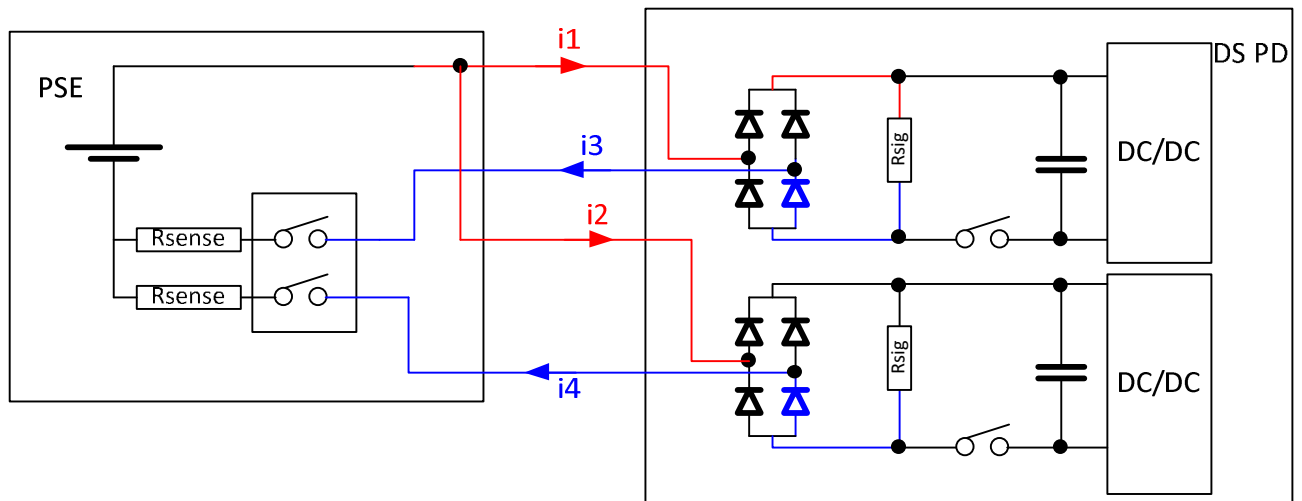 i1
DS PD
PSE
Rsig
DC/DC
i3
i2
Rsense
Rsense
Rsig
DC/DC
i4